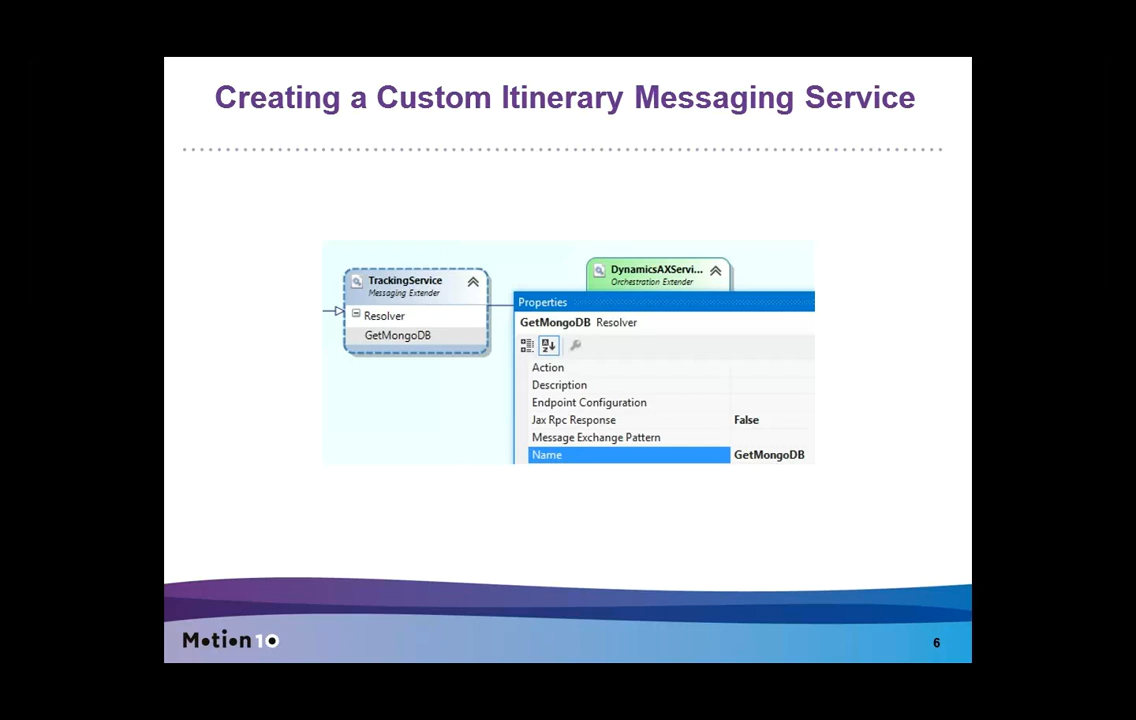 Creating a Custom Itinerary Messaging Service
TrackingService
Messaging Extender
Resolver
GetMongoDB
DynamicsAXServi...
Orchestration Extender
Properties
GetMongoDB Resolver
Action
Description
Endpoint Configuration
Jax Rpc Response False
Message Exchange Pattern
Name GetMongoDB
Motion10
6